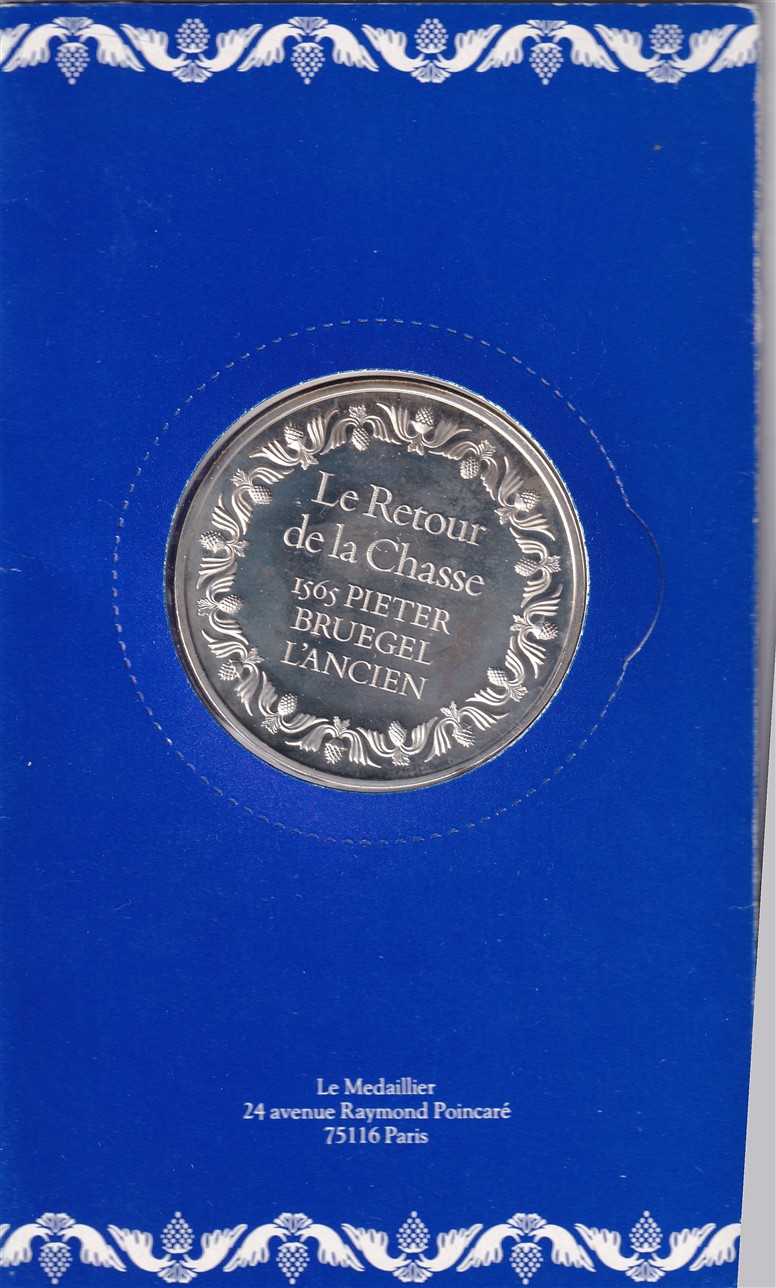 Le Retour
de la Chasse
1565 PIETER
BRUEGEL
L'ANCIEN
Le Medaillier
24 avenue Raymond Poincaré
75116 Paris